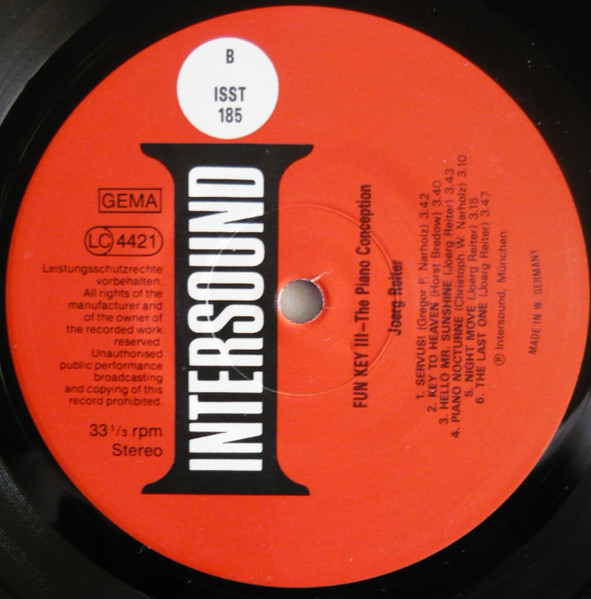 B
ISST
185
INTERSOUND
GEMA
LC 4421
Leistungsschutzrechte
vorbehalten.
All rights of the
manufacturer and
of the owner of
the recorded work
reserved.
Unauthorised
public performance
broadcasting
and copying of this
record prohibited.
33 1/3 rpm
Stereo
FUN KEY III–The Piano Conception
Joerg Reiter
1. SERVUS! (Gregor F. Narholz) 3.42
2. KEY TO HEAVEN (Horst Bredow) 3.40
3. HELLO MR. SUNSHINE (Joerg Reiter) 3.43
4. PIANO NOCTURNE (Christoph W. Narholz) 3.10
5. NIGHT MOVE (Joerg Reiter) 3.15
6. THE LAST ONE (Joerg Reiter) 3.47
℗ Intersound, München
MADE IN W. GERMANY